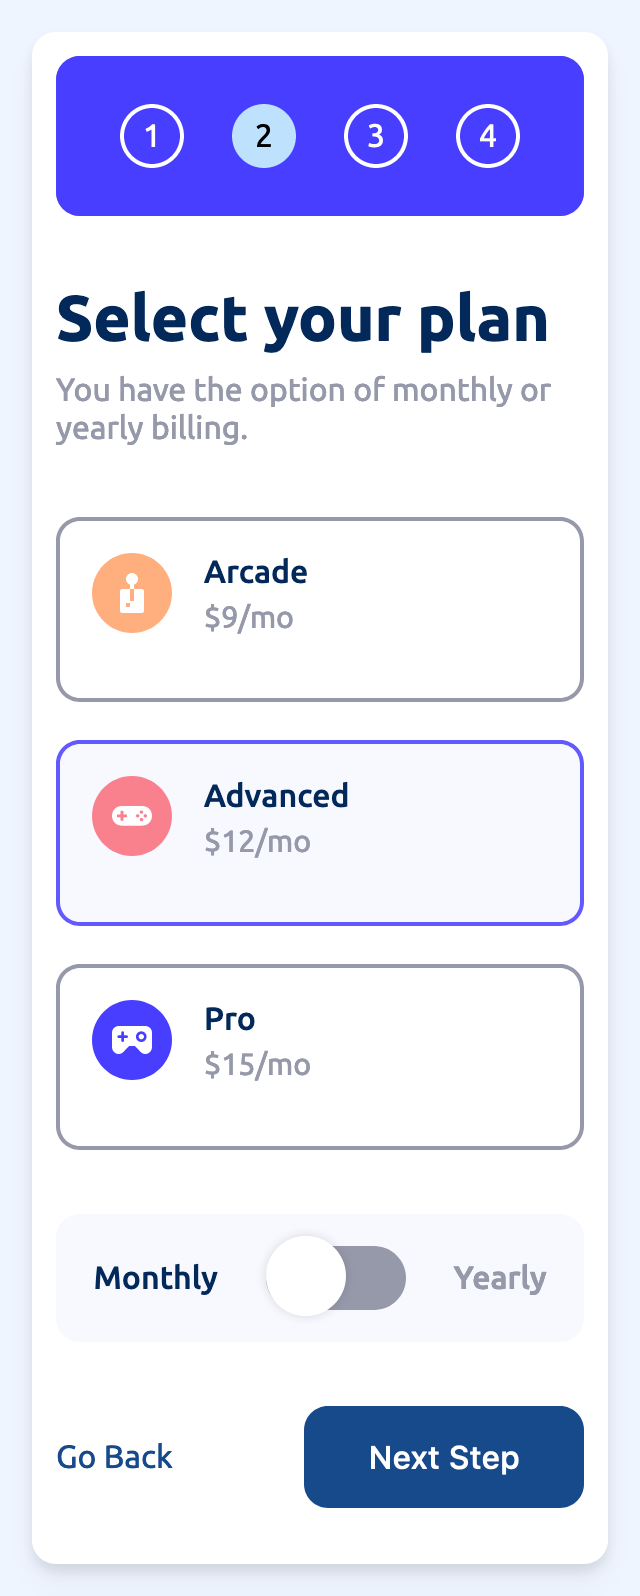 1 2 3 4
Select your plan
You have the option of monthly or
yearly billing.
Arcade
$9/mo
Advanced
$12/mo
Pro
$15/mo
Monthly Yearly
Go Back Next Step